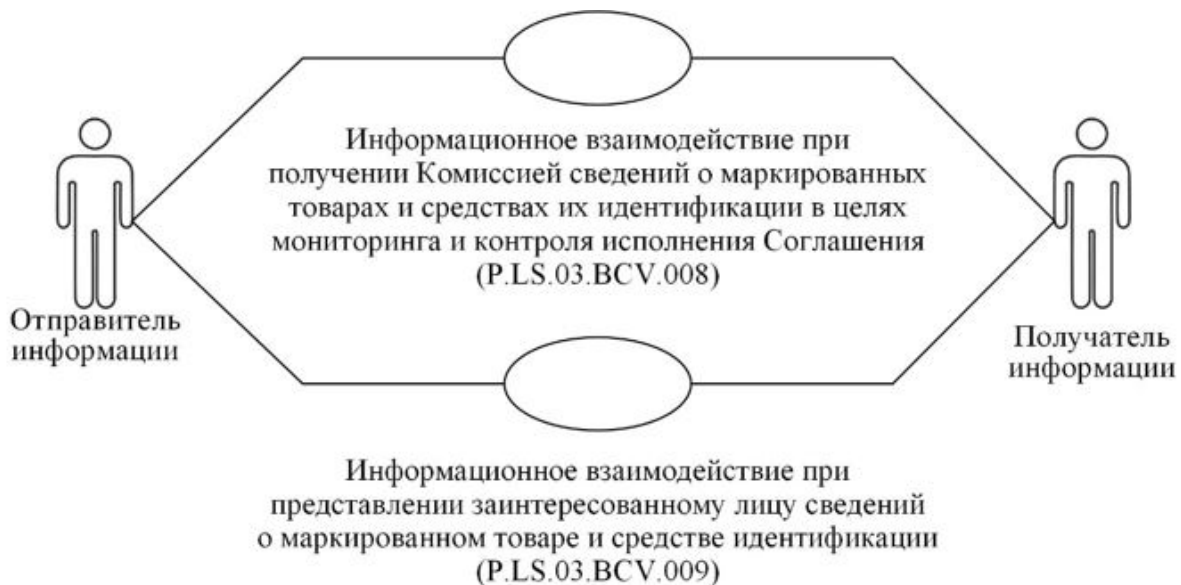 Информационное взаимодействие при
получении Комиссией сведений о маркированных
товарах и средствах их идентификации в целях
мониторинга и контроля исполнения Соглашения
(P.LS.03.BCV.008)
Отправитель
информации
Получатель
информации
Информационное взаимодействие при
представлении заинтересованному лицу сведений
о маркированном товаре и средстве идентификации
(P.LS.03.BCV.009)